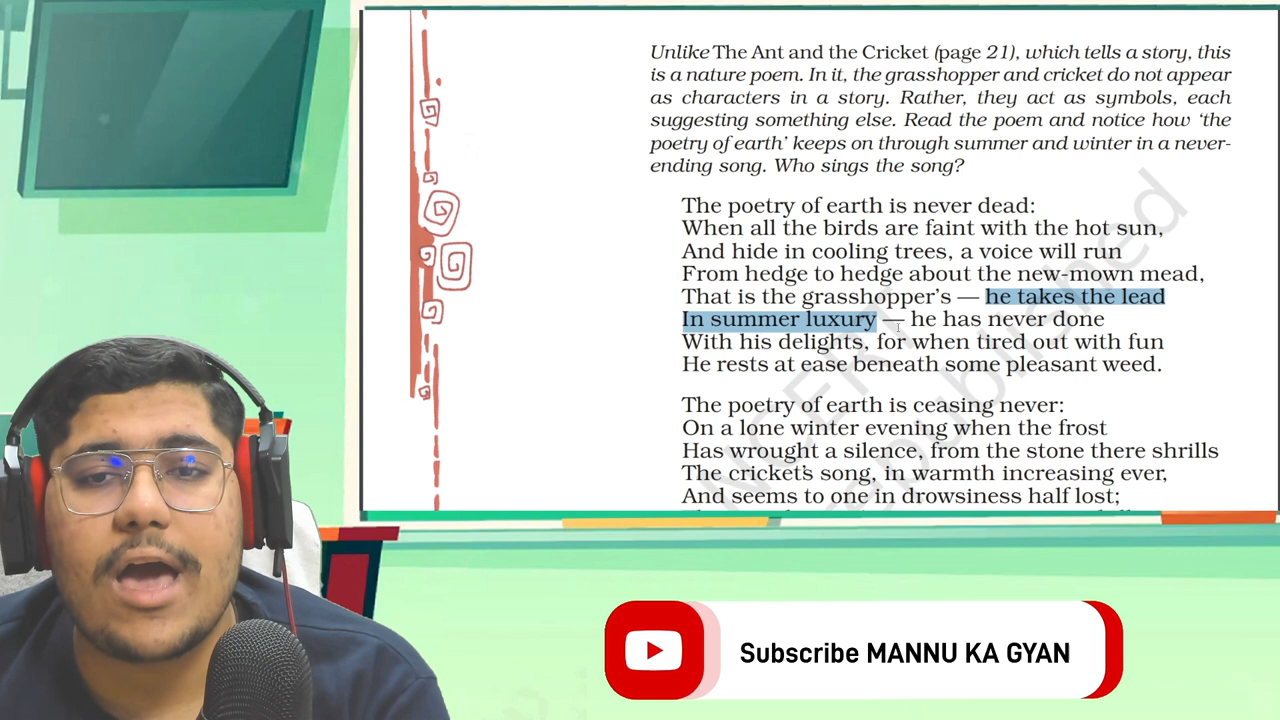 Unlike The Ant and the Cricket (page 21), which tells a story, this
is a nature poem. In it, the grasshopper and cricket do not appear
as characters in a story. Rather, they act as symbols, each
suggesting something else. Read the poem and notice how ‘the
poetry of earth’ keeps on through summer and winter in a never-
ending song. Who sings the song?
The poetry of earth is never dead:
When all the birds are faint with the hot sun,
And hide in cooling trees, a voice will run
From hedge to hedge about the new-mown mead,
That is the grasshopper’s — he takes the lead
In summer luxury — he has never done
With his delights, for when tired out with fun
He rests at ease beneath some pleasant weed.
The poetry of earth is ceasing never:
On a lone winter evening when the frost
Has wrought a silence, from the stone there shrills
The cricket’s song, in warmth increasing ever,
And seems to one in drowsiness half lost;
Subscribe MANNU KA GYAN